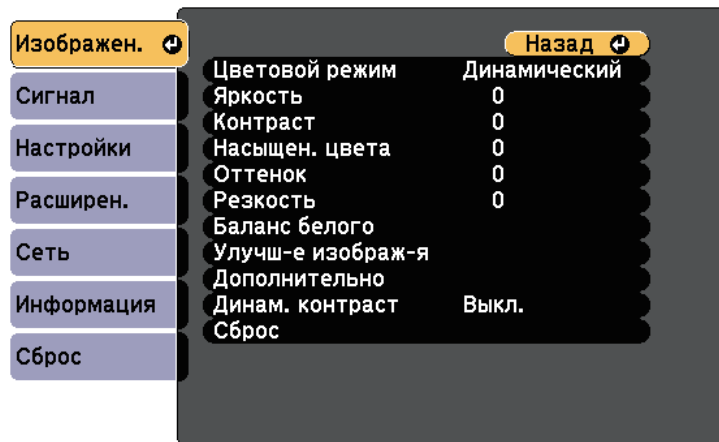 Изображен.
Сигнал
Настройки
Расширен.
Сеть
Информация
Сброс
Назад
Цветовой режим Динамический
Яркость 0
Контраст 0
Насыщен. цвета 0
Оттенок 0
Резкость 0
Баланс белого
Улучш-е изображ-я
Дополнительно
Динам. контраст Выкл.
Сброс